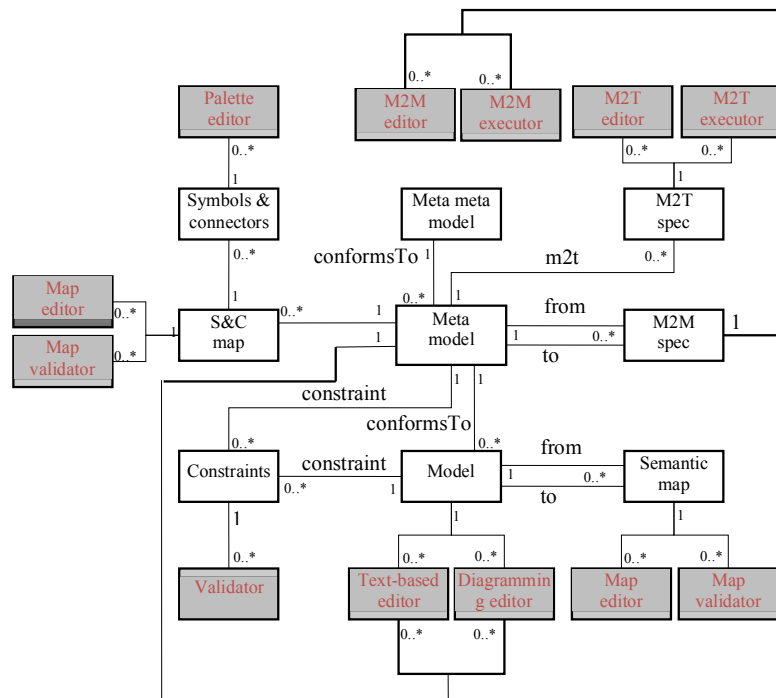 0..*
0..*
Palette
editor
M2M
editor
M2M
executor
M2T
editor
M2T
executor
0..*
0..*
0..*
1
1
Symbols &
connectors
Meta meta
model
M2T
spec
0..*
conformsTo
1
m2t
0..*
Map
editor
1
0..*
1
0..*
0..*
1
from
1
S&C
map
Meta
model
M2M
spec
1
Map
validator
0..*
1
1
0..*
to
constraint
1
1
conformsTo
0..*
0..*
from
Constraints
constraint
Model
1
Semantic
map
0..*
1
0..*
to
1
1
1
0..*
0..*
0..*
0..*
0..*
Validator
Text-based
editor
Diagrammin
g editor
Map
editor
Map
validator
0..*
0..*